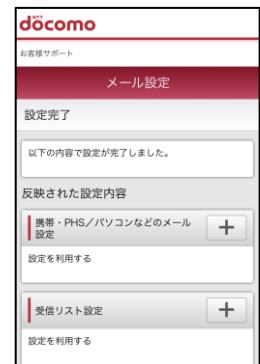 NTT
döcomo
お客様サポート
メール設定
設定完了
以下の内容で設定が完了しました。
反映された設定内容
携帯・PHS／パソコンなどのメール
設定
設定を利用する
受信リスト設定
設定を利用する